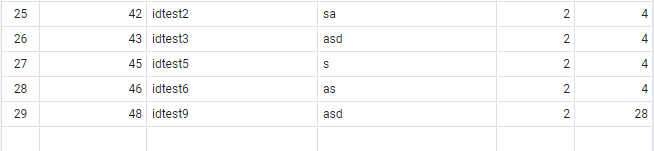 25 42 idtest2 sa 2 4
26 43 idtest3 asd 2 4
27 45 idtest5 s 2 4
28 46 idtest6 as 2 4
29 48 idtest9 asd 2 28